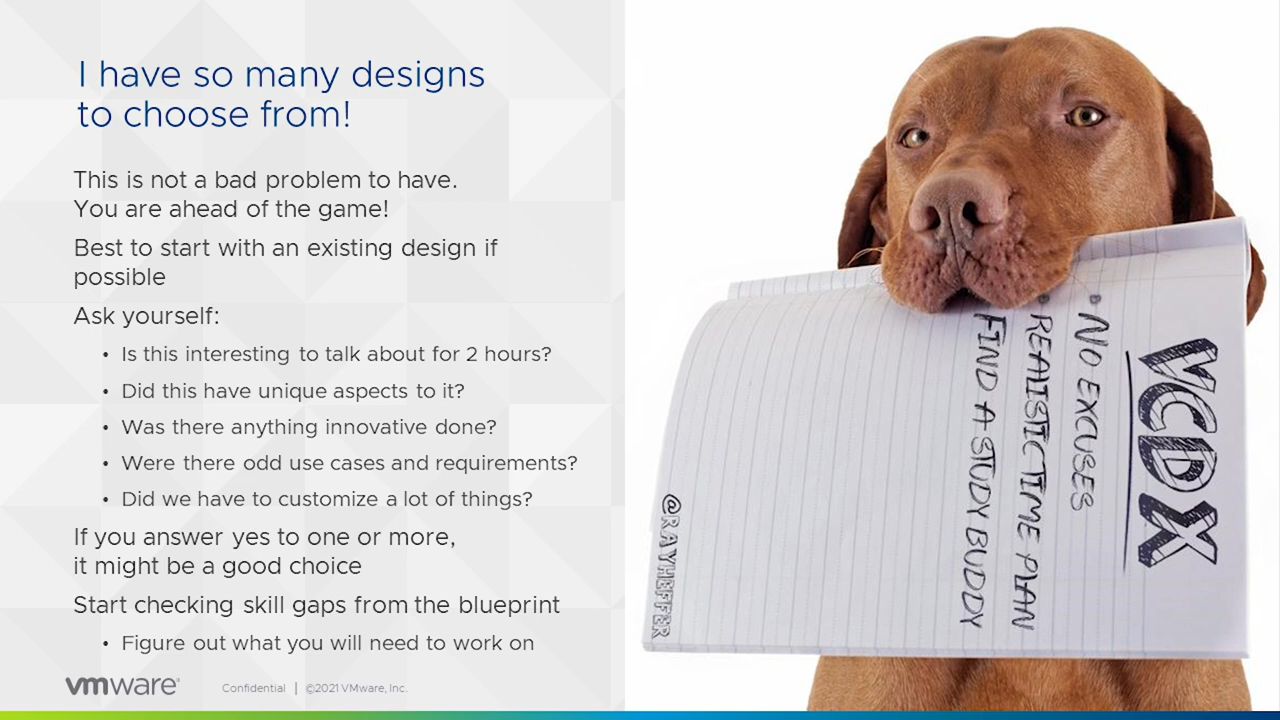 I have so many designs
to choose from!
This is not a bad problem to have.
You are ahead of the game!
Best to start with an existing design if
possible
Ask yourself:
• Is this interesting to talk about for 2 hours?
• Did this have unique aspects to it?
• Was there anything innovative done?
• Were there odd use cases and requirements?
• Did we have to customize a lot of things?
If you answer yes to one or more,
it might be a good choice
Start checking skill gaps from the blueprint
• Figure out what you will need to work on
vmware®
Confidential | ©2021 VMware, Inc.
VCDX
• NO EXCUSES
• REALISTIC TIME PLAN
• FIND A STUDY BUDDY
@RAYHEFFER